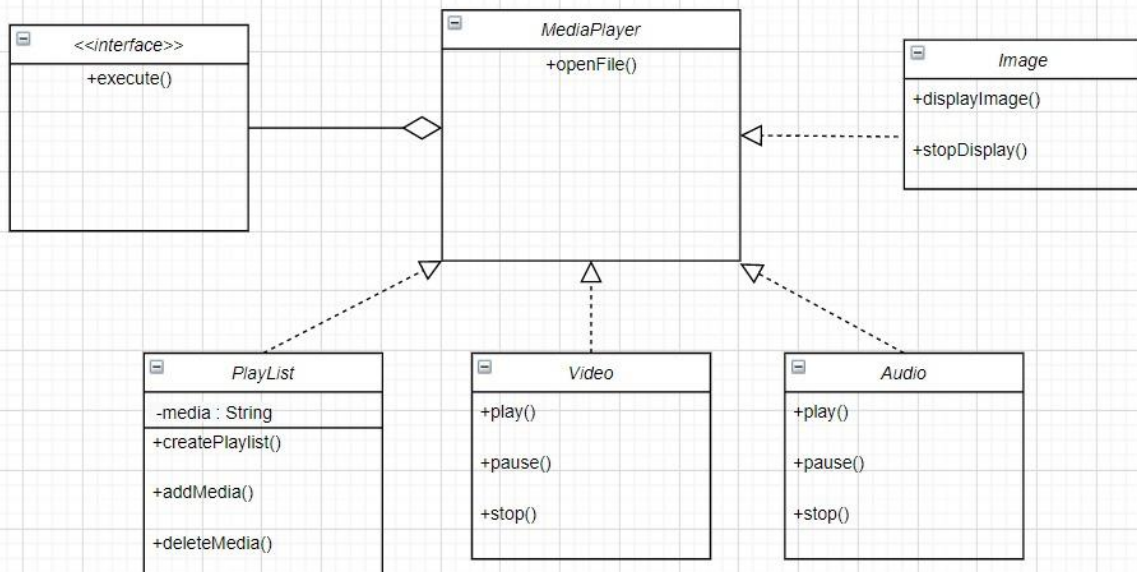 <<interface>>
+execute()
MediaPlayer
+openFile()
Image
+displayImage()
+stopDisplay()
PlayList
-media : String
+createPlaylist()
+addMedia()
+deleteMedia()
Video
+play()
+pause()
+stop()
Audio
+play()
+pause()
+stop()